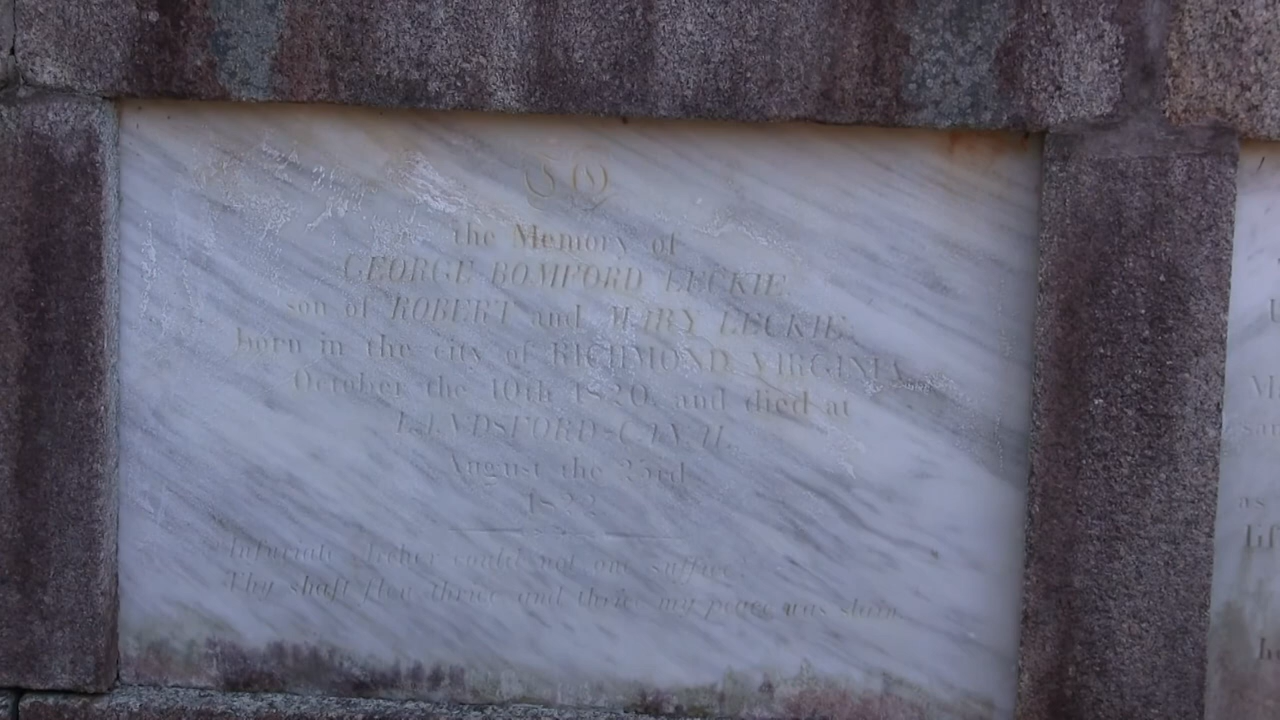 TO
the Memory of
GEORGE BOMFORD LECKIE
son of ROBERT and MARY LECKIE
born in the city of RICHMOND VIRGINIA
October the 10th 1820. and died at
LANDSFORD-CANAL
August the 23rd
1822
Archer could not one suffice
Thy shaft flew thrice and thrice my peace was slain.